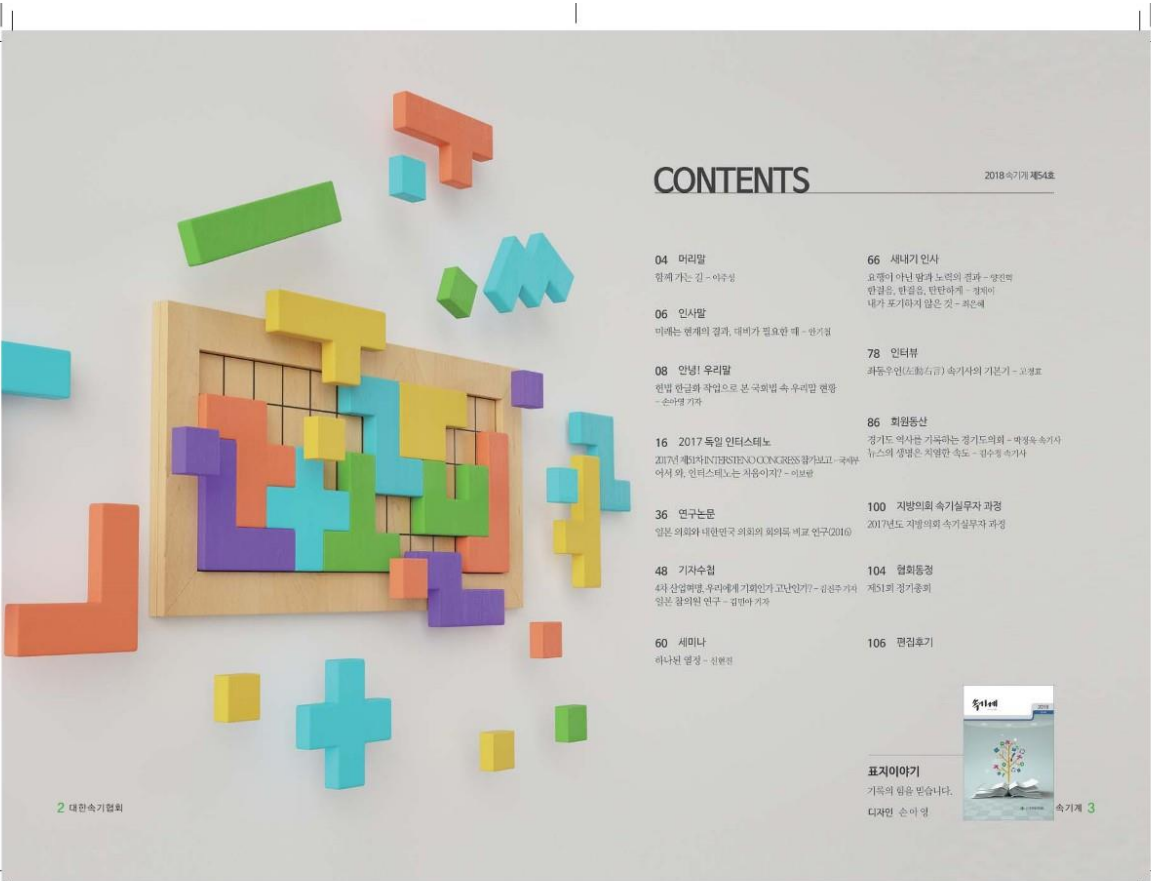 CONTENTS
2018 속기계 제54호
04 머리말
함께 가는 길 - 이주성
06 인사말
미래는 현재의 결과, 대비가 필요한 때 - 안기섭
08 안녕! 우리말
헌법 한글화 작업으로 본 국회법 속 우리말 현황
- 손아영 기자
16 2017 독일 인터스테노
2017년 제51차 INTERSTENO CONGRESS 참가보고 - 국제부
어서 와, 인터스테노는 처음이지? - 이보람
36 연구논문
일본 의회와 대한민국 의회의 회의록 비교 연구(2016)
48 기자수첩
4차 산업혁명, 우리에게 기회인가 고난인가? - 김진주 기자
일본 참의원 연구 - 김민아 기자
60 세미나
하나된 열정 - 신현진
66 새내기 인사
요행이 아닌 땀과 노력의 결과 -
한걸음, 한걸음, 탄탄하게 -
내가 포기하지 않은 것 - 최은혜
78 인터뷰
좌동우언(左動右言) 속기사의 기본기 -
86 회원동산
경기도 역사를 기록하는 경기도의회 - 박정욱 속기사
뉴스의 생명은 치열한 속도 - 김수정 속기사
100 지방의회 속기실무자 과정
2017년도 지방의회 속기실무자 과정
104 협회동정
제51회 정기총회
106 편집후기
속기계
2018
표지이야기
기록의 힘을 믿습니다.
디자인 손아영
2 대한속기협회
속기계 3